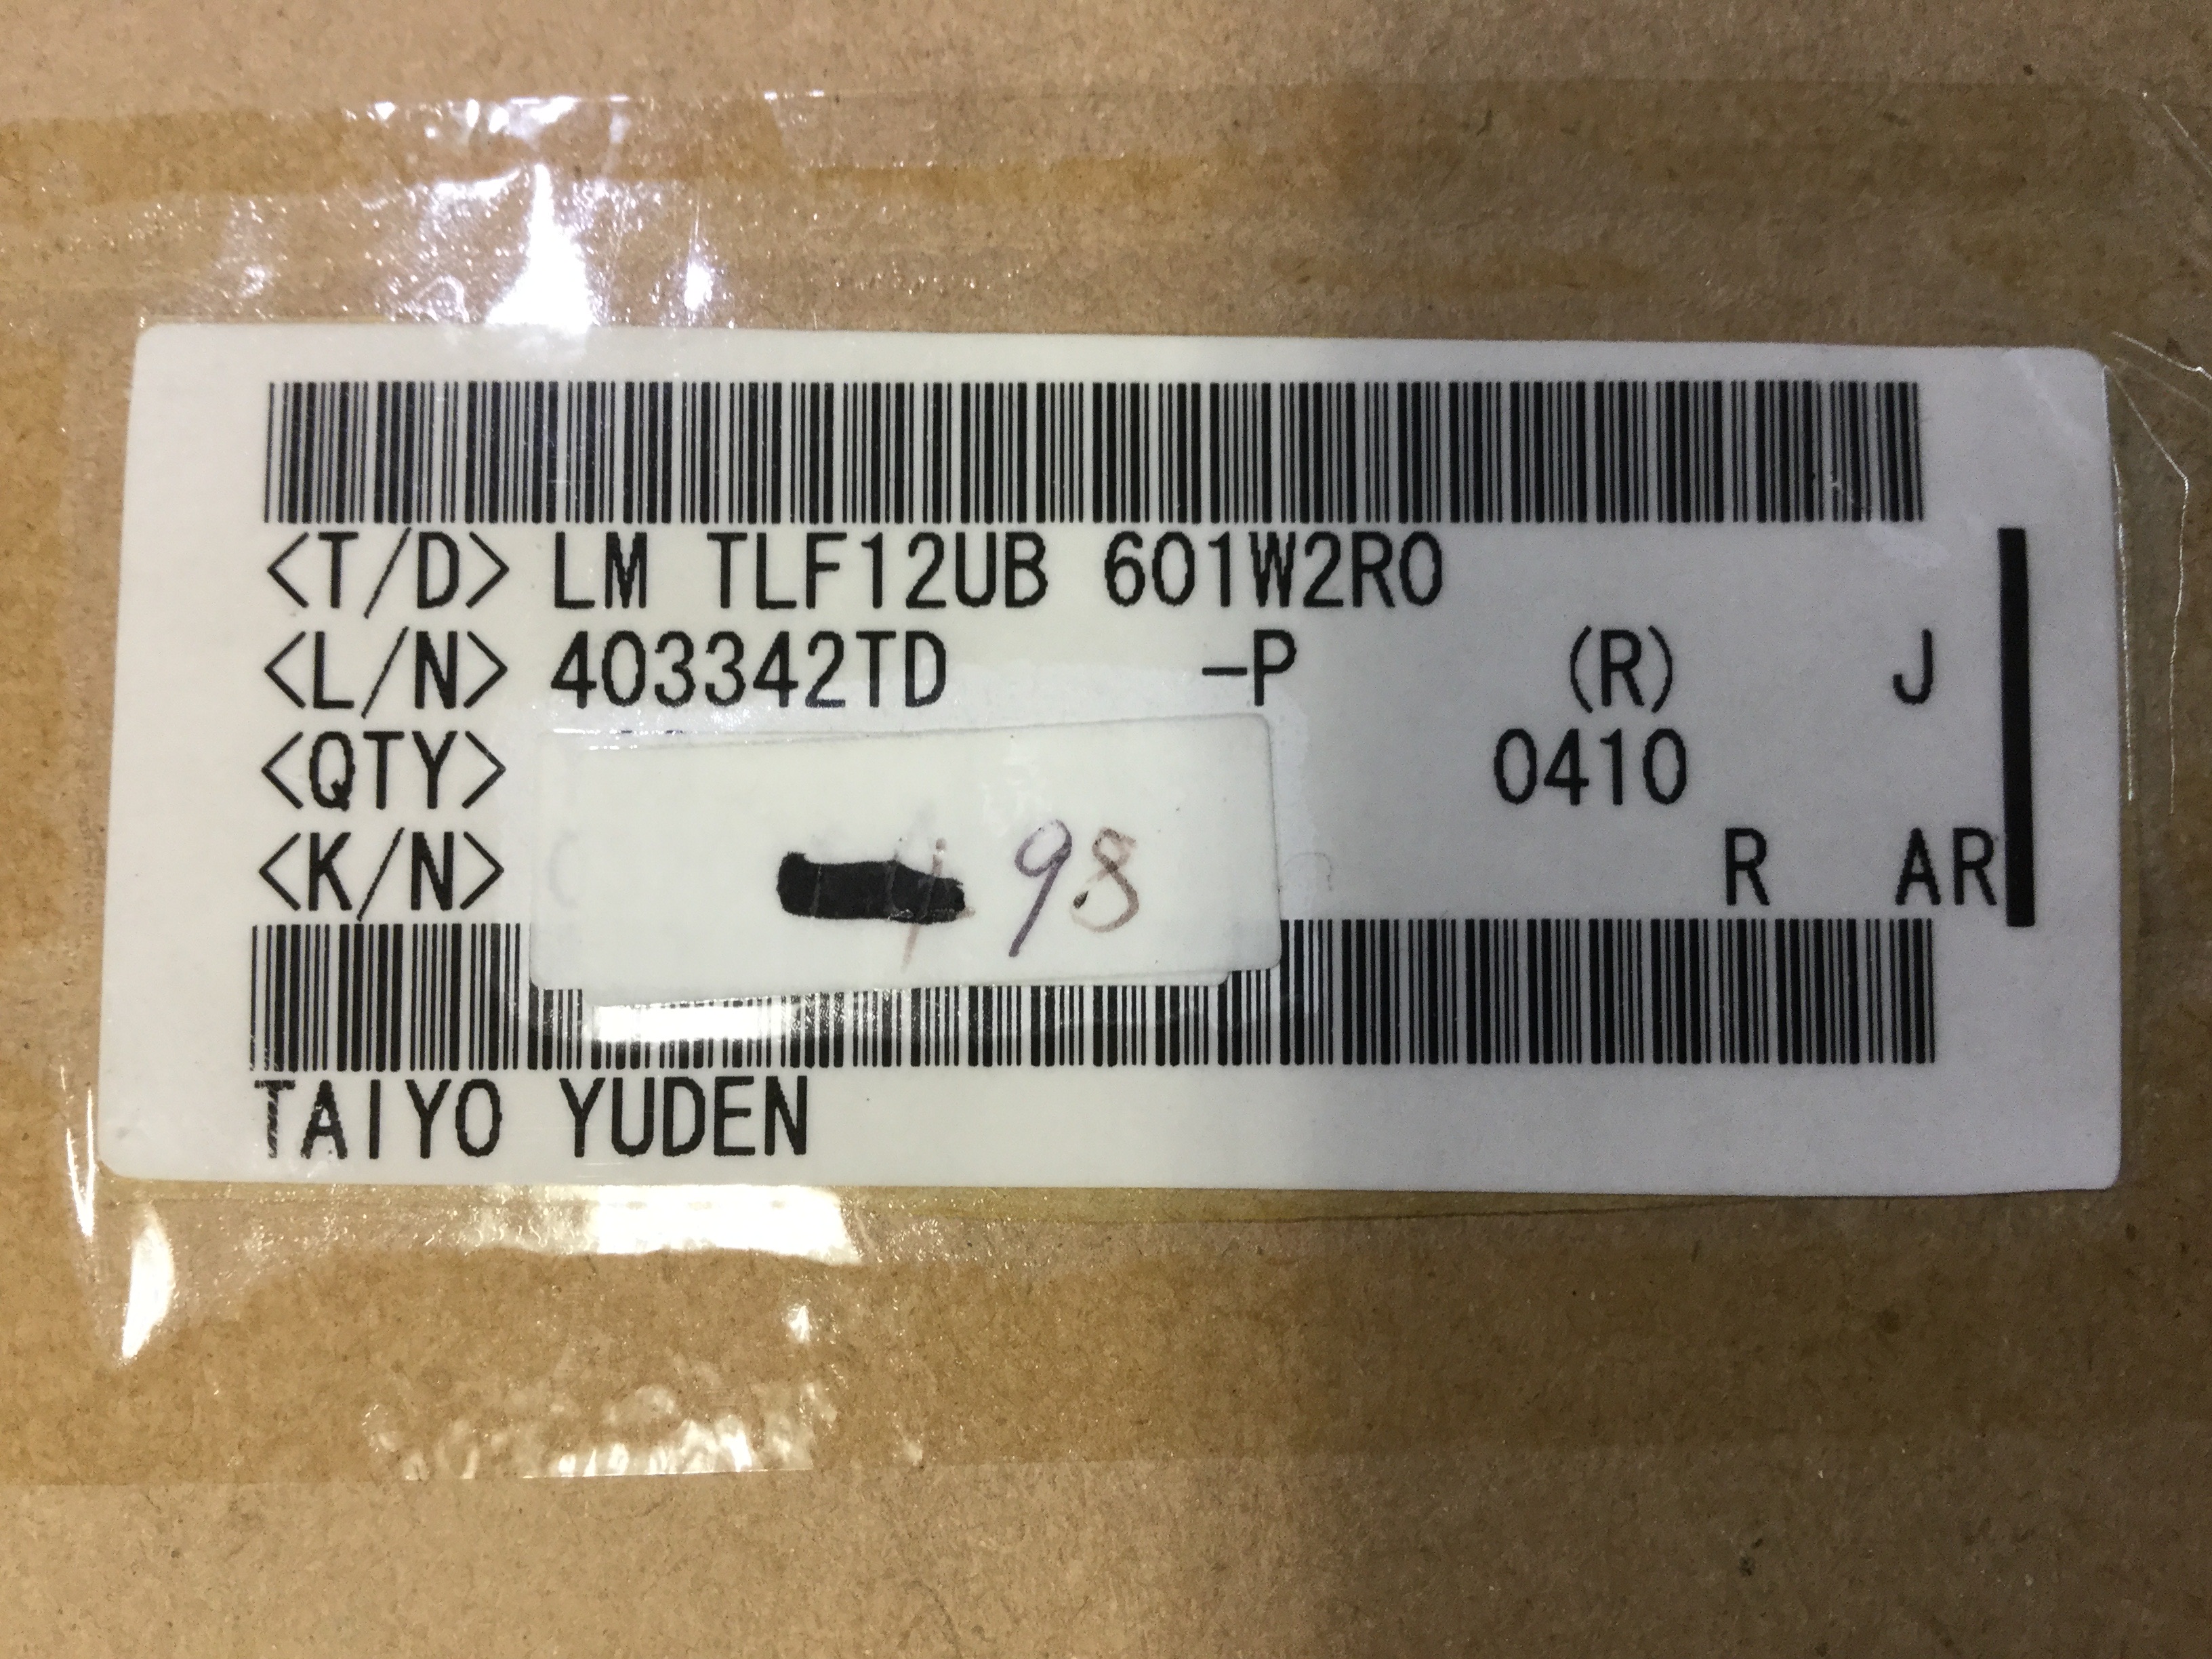 <T/D> LM TLF12UB 601W2R0
<L/N> 403342TD -P (R) J
<QTY> 0410
<K/N> R AR
98
TAIYO YUDEN